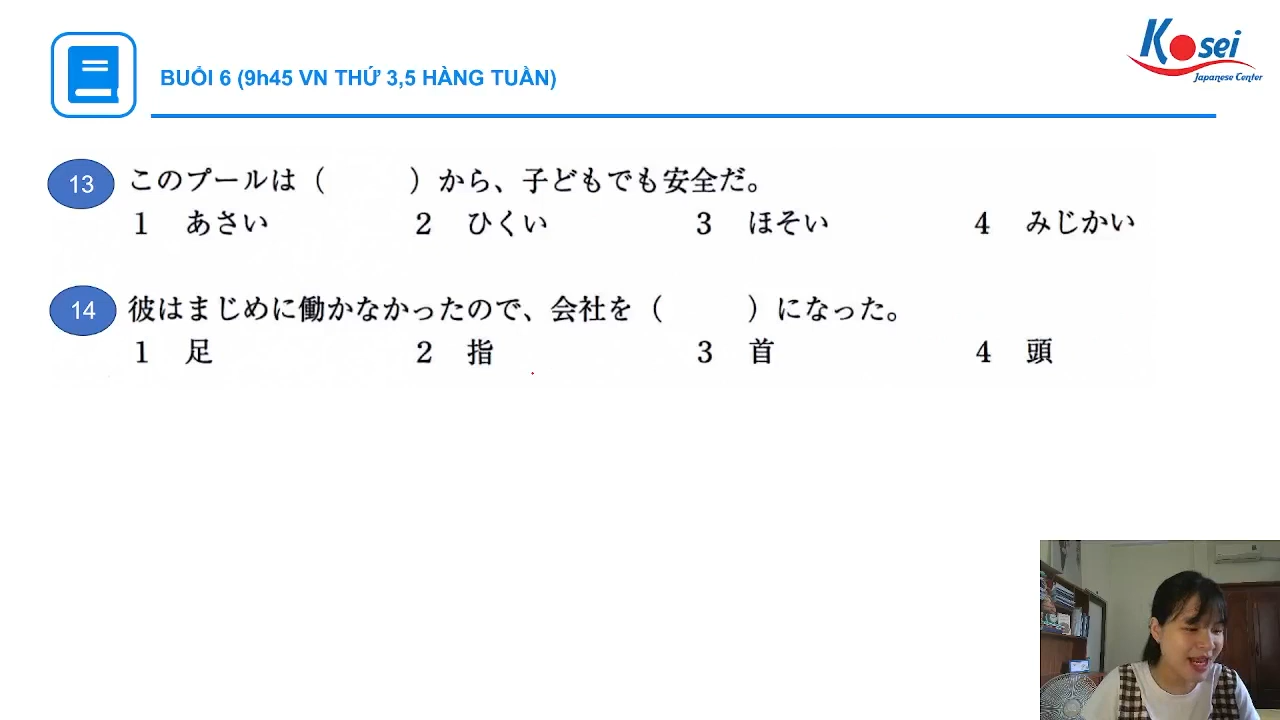 Kosei
Japanese Center
BUỔI 6 (9h45 VN THỨ 3,5 HÀNG TUẦN)
13 このプールは（　　　）から、子どもでも安全だ。
1 あさい 2 ひくい 3 ほそい 4 みじかい
14 彼はまじめに働かなかったので、会社を（　　　）になった。
1 足 2 指 3 首 4 頭